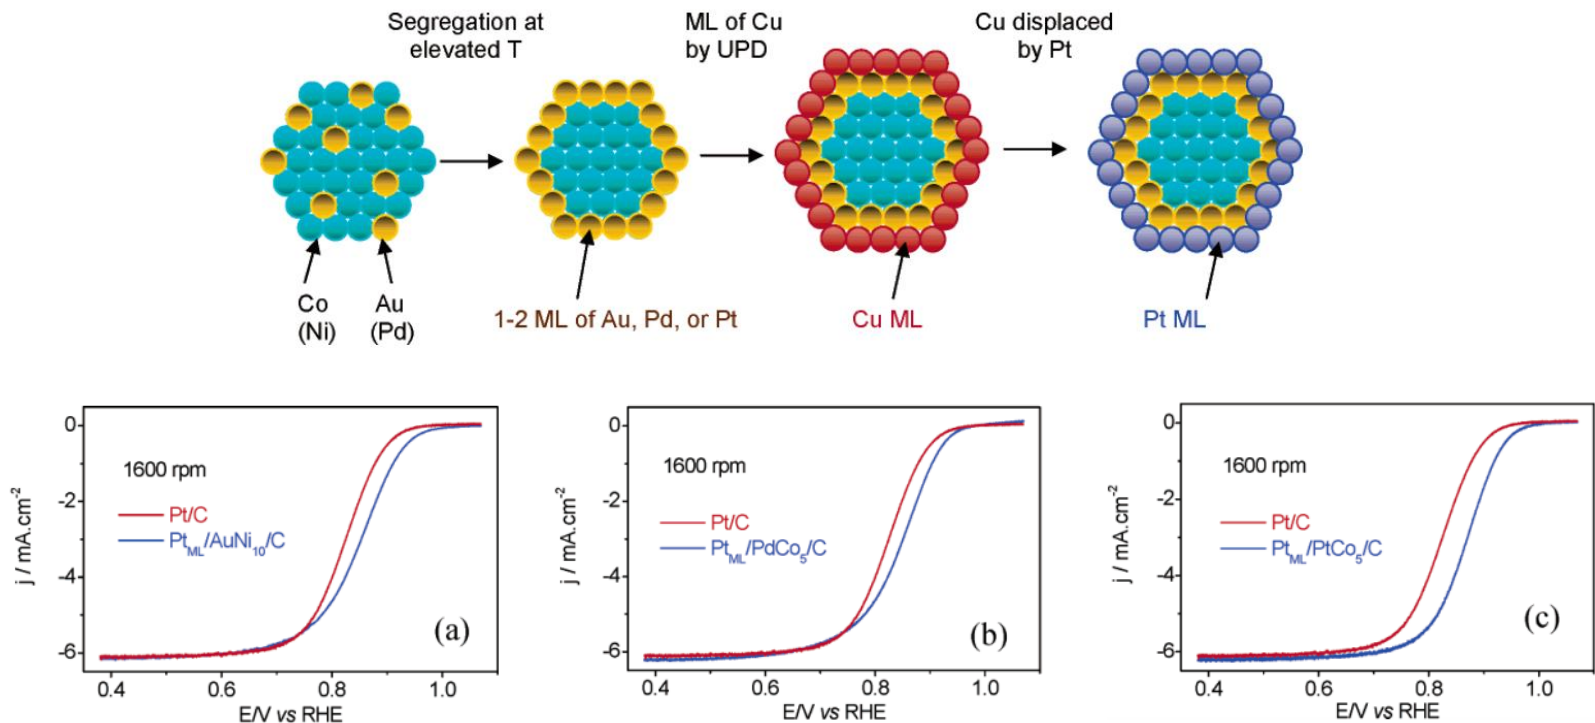 Segregation at
elevated T
ML of Cu
by UPD
Cu displaced
by Pt
Co
(Ni)
Au
(Pd)
1-2 ML of Au, Pd, or Pt
Cu ML
Pt ML
j / mA.cm⁻²
0
-2
-4
-6
1600 rpm
Pt/C
Pt_ML/AuNi₁₀/C
(a)
0.4 0.6 0.8 1.0
E/V vs RHE
j / mA.cm⁻²
0
-2
-4
-6
1600 rpm
Pt/C
Pt_ML/PdCo₅/C
(b)
0.4 0.6 0.8 1.0
E/V vs RHE
j / mA.cm⁻²
0
-2
-4
-6
1600 rpm
Pt/C
Pt_ML/PtCo₅/C
(c)
0.4 0.6 0.8 1.0
E/V vs RHE